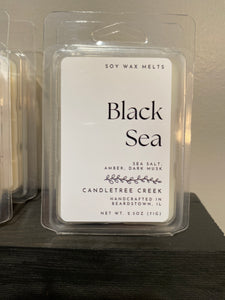 SOY WAX MELTS
Black
Sea
SEA SALT,
AMBER, DARK MUSK
CANDLETREE CREEK
HANDCRAFTED IN
BEARDSTOWN, IL
NET WT. 2.5OZ (71G)